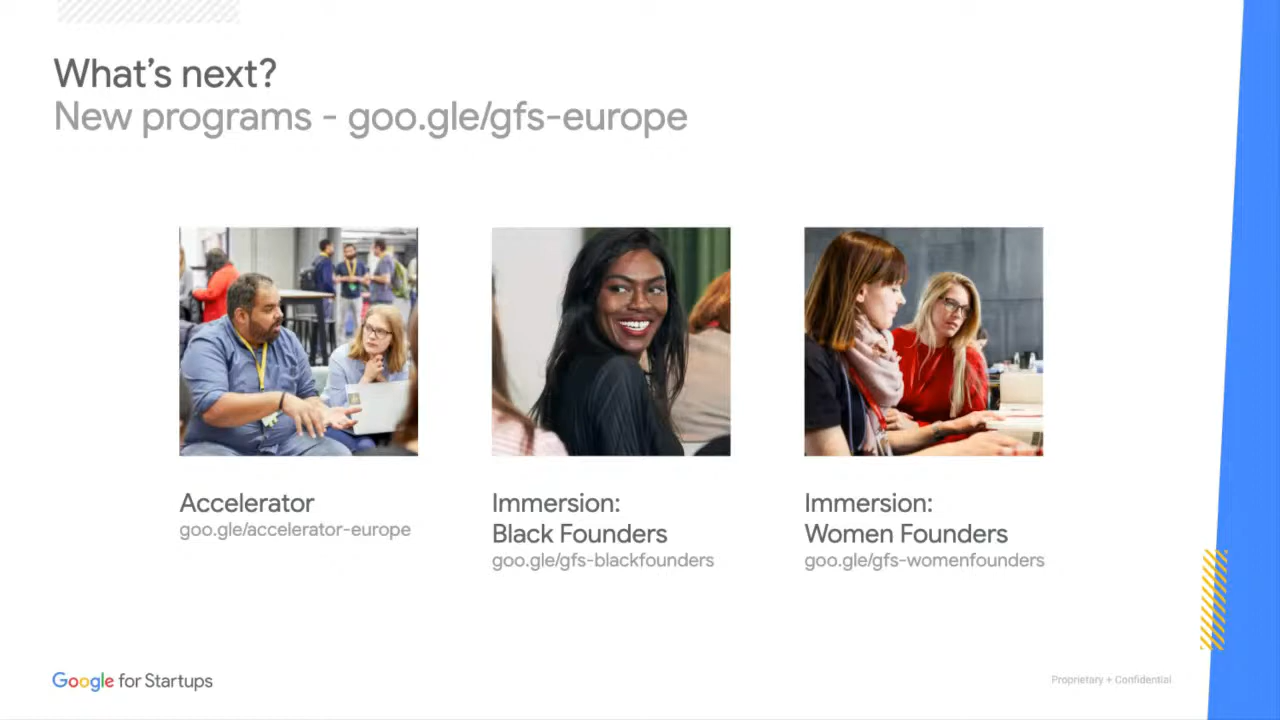 What’s next?
New programs - goo.gle/gfs-europe
Accelerator
goo.gle/accelerator-europe
Immersion:
Black Founders
goo.gle/gfs-blackfounders
Immersion:
Women Founders
goo.gle/gfs-womenfounders
Google for Startups
Proprietary + Confidential